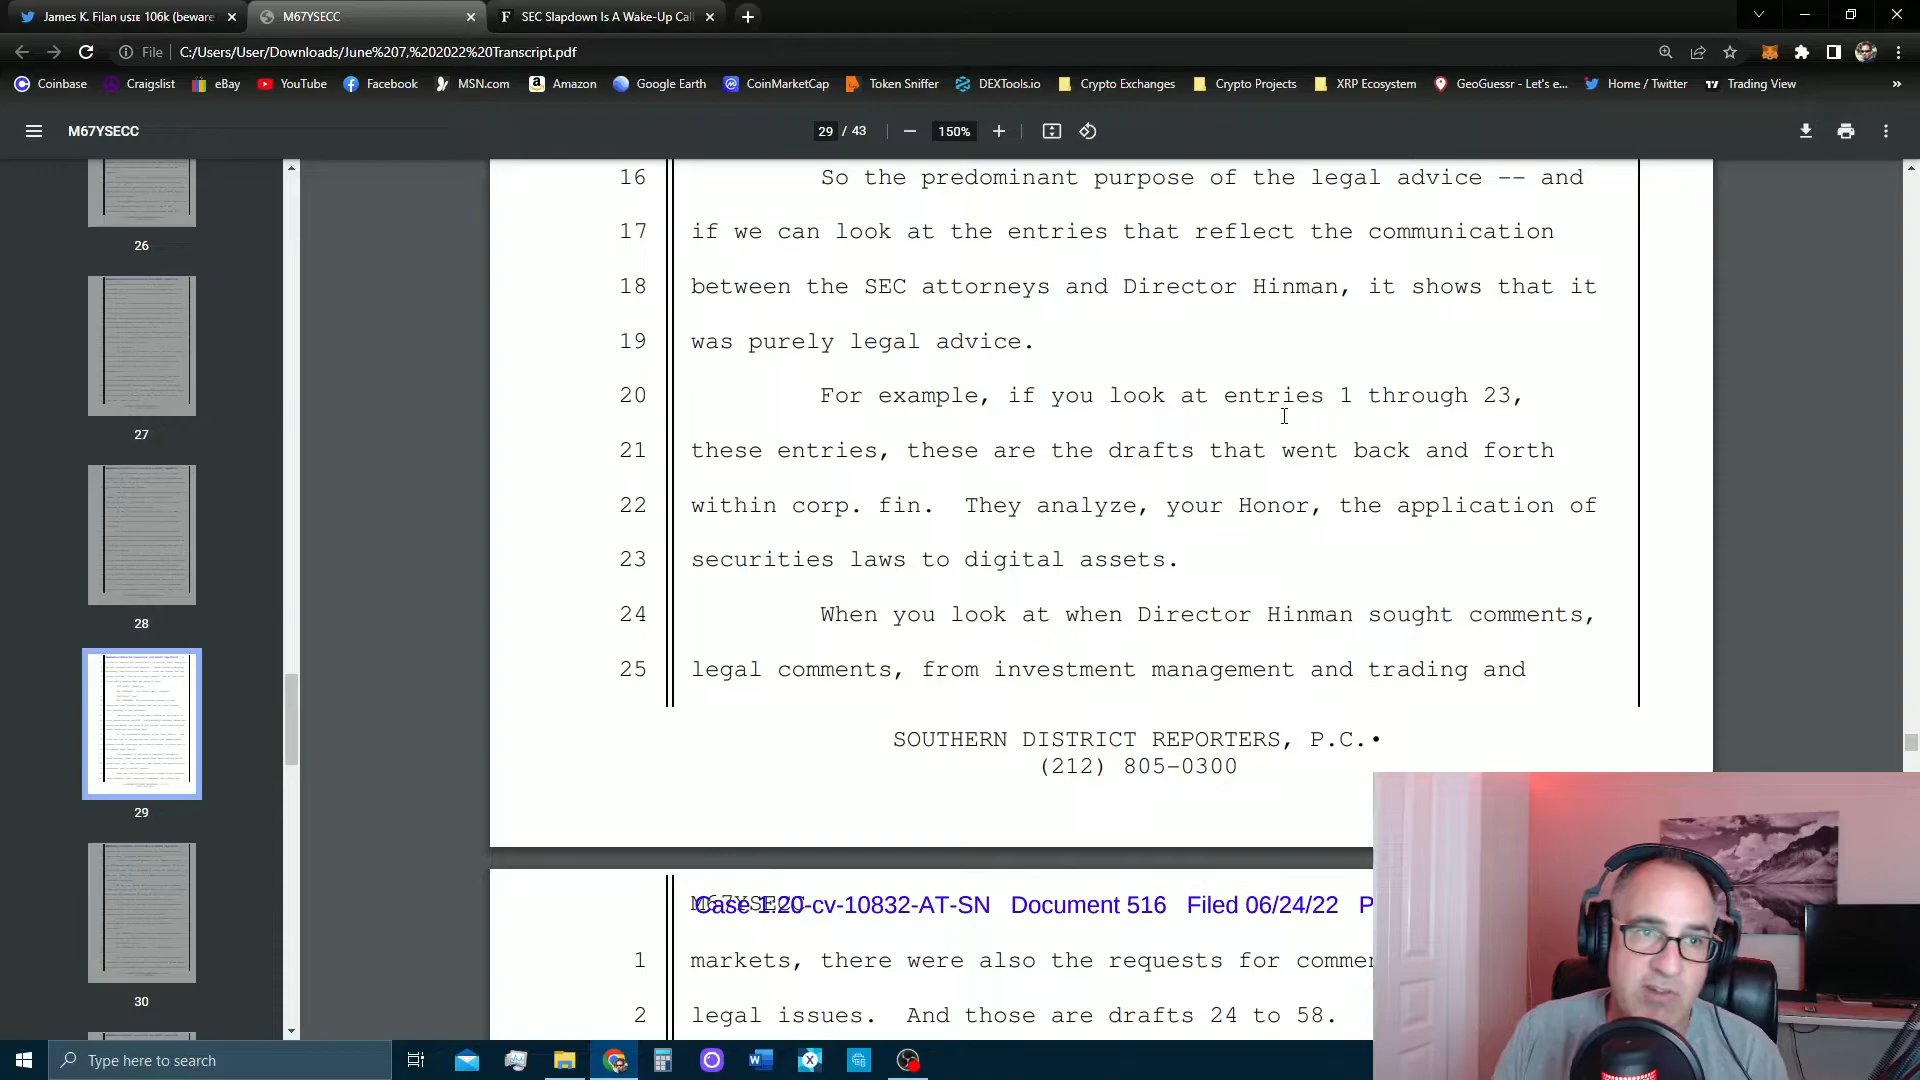 James K. Filan 🇺🇸🇮🇪 106k (beware
M67YSECC
SEC Slapdown Is A Wake-Up Call
File
C:/Users/User/Downloads/June%207,%202022%20Transcript.pdf
Coinbase
Craigslist
eBay
YouTube
Facebook
MSN.com
Amazon
Google Earth
CoinMarketCap
Token Sniffer
DEXTools.io
Crypto Exchanges
Crypto Projects
XRP Ecosystem
GeoGuessr - Let's e...
Home / Twitter
Trading View
M67YSECC
29 / 43
150%
26
27
28
29
30
16 So the predominant purpose of the legal advice -- and
17 if we can look at the entries that reflect the communication
18 between the SEC attorneys and Director Hinman, it shows that it
19 was purely legal advice.
20 For example, if you look at entries 1 through 23,
21 these entries, these are the drafts that went back and forth
22 within corp. fin. They analyze, your Honor, the application of
23 securities laws to digital assets.
24 When you look at when Director Hinman sought comments,
25 legal comments, from investment management and trading and
SOUTHERN DISTRICT REPORTERS, P.C.•
(212) 805-0300
M67YSECC
Case 1:20-cv-10832-AT-SN Document 516 Filed 06/24/22 P
1 markets, there were also the requests for commen
2 legal issues. And those are drafts 24 to 58.
Type here to search